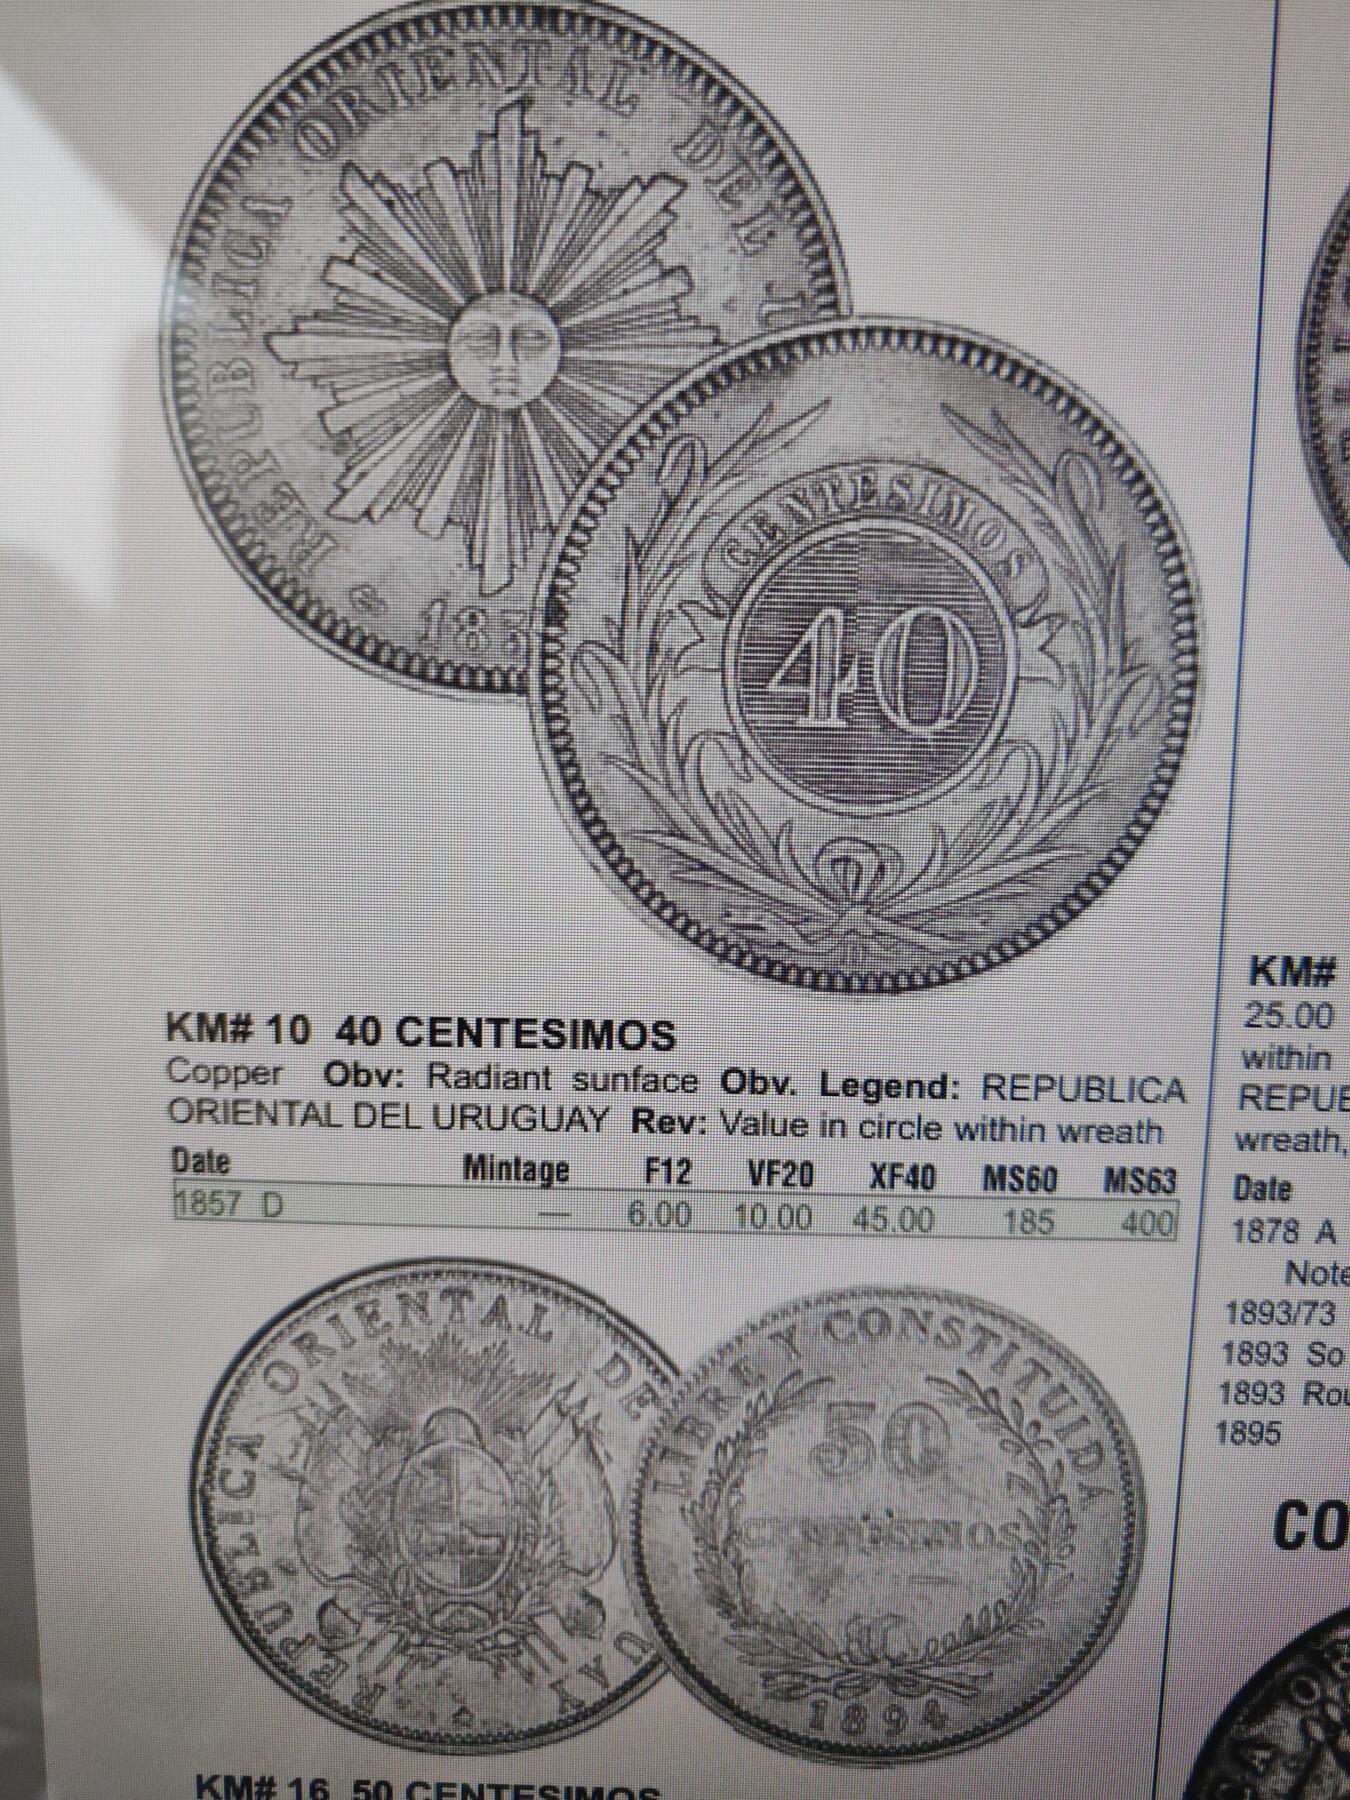 REPUBLICA ORIENTAL DEL
185
CENTESIMOS
40
KM# 10 40 CENTESIMOS
Copper Obv: Radiant sunface Obv. Legend: REPUBLICA
ORIENTAL DEL URUGUAY Rev: Value in circle within wreath
Date Mintage F12 VF20 XF40 MS60 MS63
1857 D — 6.00 10.00 45.00 185 400
REPÚBLICA ORIENTAL DE
UAY
LIBRE Y CONSTITUIDA
50
CENTESIMOS
1894
KM# 16 50 CENTESIMOS
KM#
25.00
within
REPUB
wreath,
Date
1878 A
Note
1893/73
1893 So
1893 Rou
1895
CO